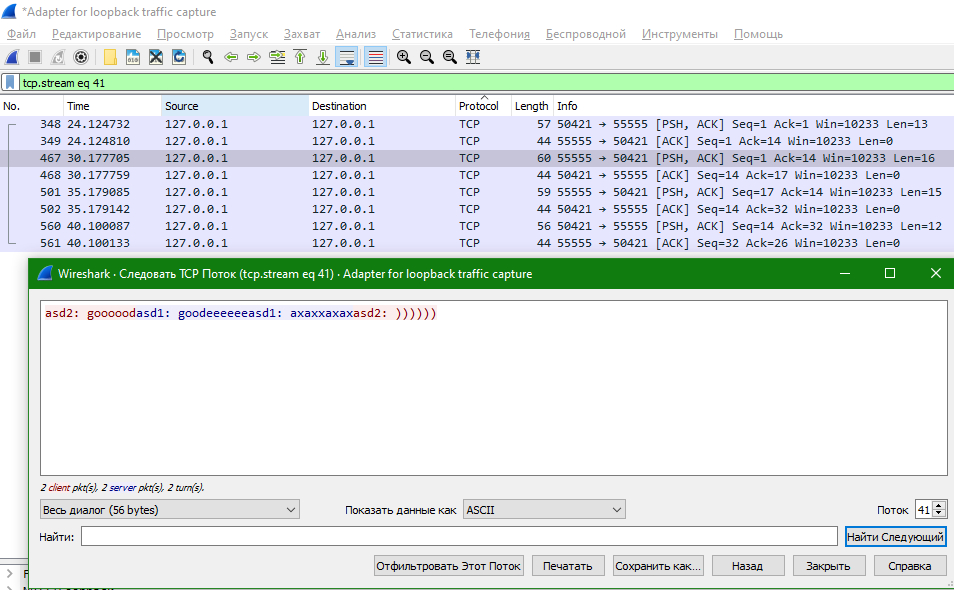 *Adapter for loopback traffic capture
Файл Редактирование Просмотр Запуск Захват Анализ Статистика Телефония Беспроводной Инструменты Помощь
tcp.stream eq 41
No. Time Source Destination Protocol Length Info
348 24.124732 127.0.0.1 127.0.0.1 TCP 57 50421 → 55555 [PSH, ACK] Seq=1 Ack=1 Win=10233 Len=13
349 24.124810 127.0.0.1 127.0.0.1 TCP 44 55555 → 50421 [ACK] Seq=1 Ack=14 Win=10233 Len=0
467 30.177705 127.0.0.1 127.0.0.1 TCP 60 55555 → 50421 [PSH, ACK] Seq=1 Ack=14 Win=10233 Len=16
468 30.177759 127.0.0.1 127.0.0.1 TCP 44 50421 → 55555 [ACK] Seq=14 Ack=17 Win=10233 Len=0
501 35.179085 127.0.0.1 127.0.0.1 TCP 59 55555 → 50421 [PSH, ACK] Seq=17 Ack=14 Win=10233 Len=15
502 35.179142 127.0.0.1 127.0.0.1 TCP 44 50421 → 55555 [ACK] Seq=14 Ack=32 Win=10233 Len=0
560 40.100087 127.0.0.1 127.0.0.1 TCP 56 50421 → 55555 [PSH, ACK] Seq=14 Ack=32 Win=10233 Len=12
561 40.100133 127.0.0.1 127.0.0.1 TCP 44 55555 → 50421 [ACK] Seq=32 Ack=26 Win=10233 Len=0
Wireshark · Следовать TCP Поток (tcp.stream eq 41) · Adapter for loopback traffic capture
asd2: gooooodasd1: goodeeeeeeasd1: axaxxaxaxasd2: ))))))
2 client pkt(s), 2 server pkt(s), 2 turn(s).
Весь диалог (56 bytes) Показать данные как ASCII Поток 41
Найти: Найти Следующий
Отфильтровать Этот Поток Печатать Сохранить как... Назад Закрыть Справка